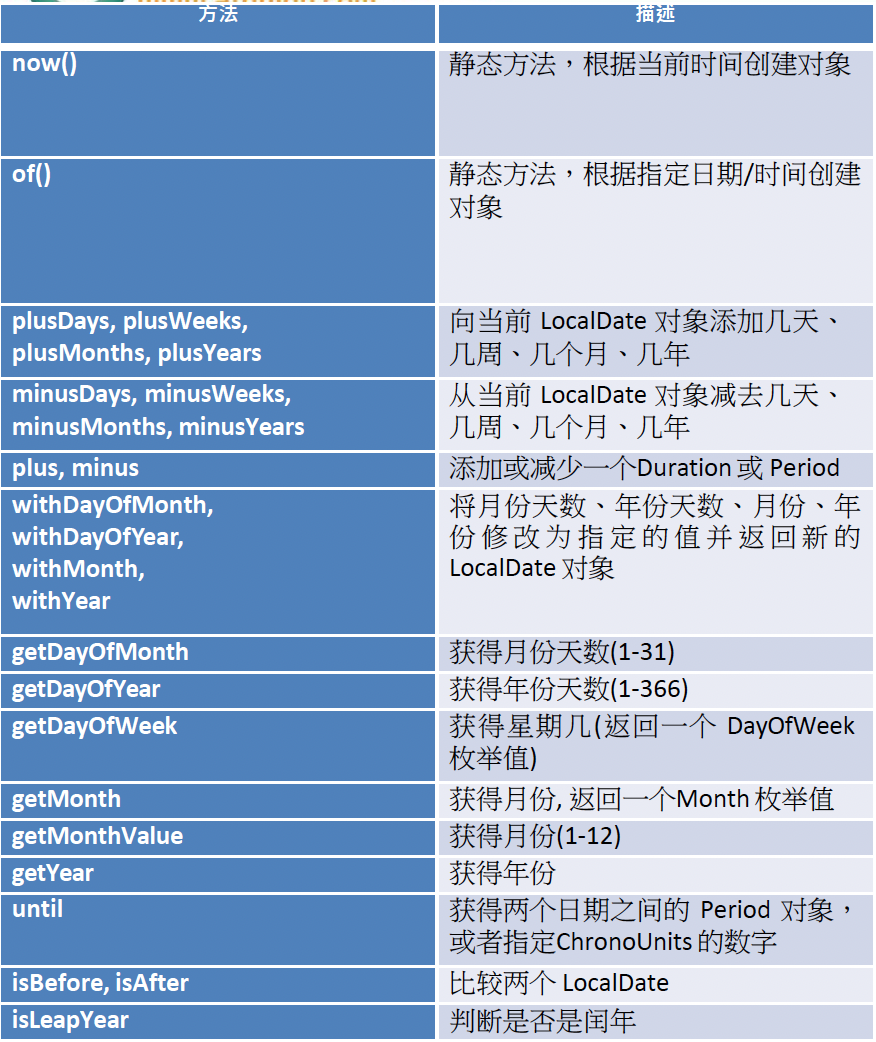 方法
描述
now()
静态方法，根据当前时间创建对象
of()
静态方法，根据指定日期/时间创建
对象
plusDays, plusWeeks,
plusMonths, plusYears
向当前 LocalDate 对象添加几天、
几周、几个月、几年
minusDays, minusWeeks,
minusMonths, minusYears
从当前 LocalDate 对象减去几天、
几周、几个月、几年
plus, minus
添加或减少一个Duration 或 Period
withDayOfMonth,
withDayOfYear,
withMonth,
withYear
将月份天数、年份天数、月份、年
份修改为指定的值并返回新的
LocalDate 对象
getDayOfMonth
获得月份天数(1-31)
getDayOfYear
获得年份天数(1-366)
getDayOfWeek
获得星期几(返回一个 DayOfWeek
枚举值)
getMonth
获得月份, 返回一个Month 枚举值
getMonthValue
获得月份(1-12)
getYear
获得年份
until
获得两个日期之间的 Period 对象，
或者指定ChronoUnits 的数字
isBefore, isAfter
比较两个 LocalDate
isLeapYear
判断是否是闰年